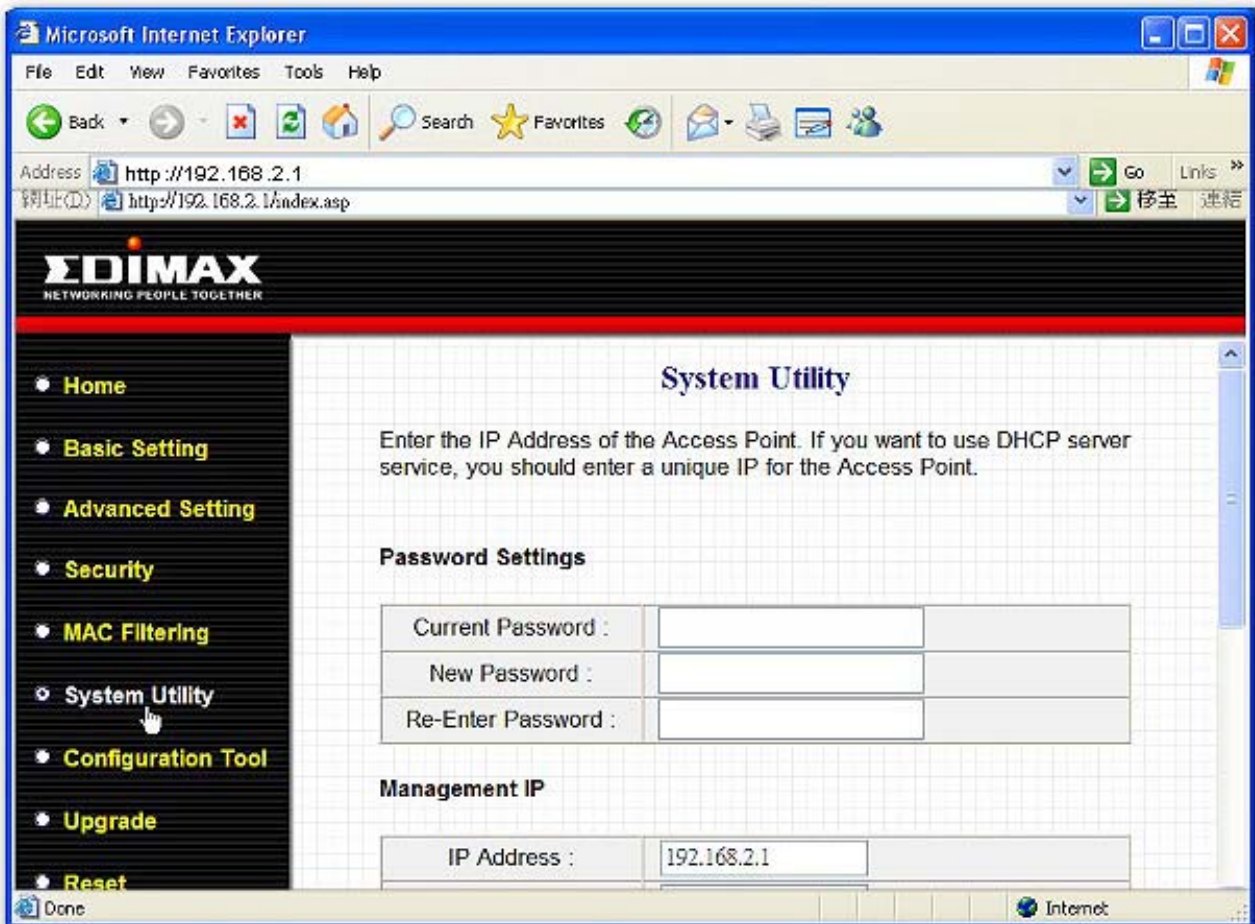 Microsoft Internet Explorer
File Edit View Favorites Tools Help
Back Search Favorites
Address http://192.168.2.1 Go Links »
網址(D) http://192.168.2.1/index.asp 移至 連結
EDIMAX
NETWORKING PEOPLE TOGETHER
Home
Basic Setting
Advanced Setting
Security
MAC Filtering
System Utility
Configuration Tool
Upgrade
Reset
System Utility
Enter the IP Address of the Access Point. If you want to use DHCP server
service, you should enter a unique IP for the Access Point.
Password Settings
Current Password :
New Password :
Re-Enter Password :
Management IP
IP Address : 192.168.2.1
Done Internet